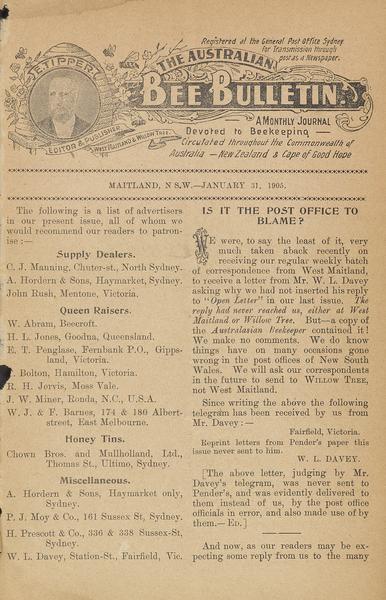 Registered at the General Post Office Sydney
for Transmission through
post as a Newspaper.
THE AUSTRALIAN
BEE BULLETIN.
E. TIPPER
EDITOR & PUBLISHER
WEST MAITLAND & WILLOW TREE.
A MONTHLY JOURNAL
Devoted to Beekeeping
Circulated throughout the Commonwealth of
Australia — New Zealand & Cape of Good Hope
MAITLAND, N S.W.—JANUARY 31, 1905.
The following is a list of advertisers
in our present issue, all of whom we
would recommend our readers to patron-
ise :—
Supply Dealers.
C. J. Manning, Chuter-st., North Sydney.
A. Hordern & Sons, Haymarket, Sydney.
John Rush, Mentone, Victoria.
Queen Raisers.
W. Abram, Beecroft.
H. L. Jones, Goodna, Queensland.
E. T. Penglase, Fernbank P.O., Gipps-
land, Victoria.
Bolton, Hamilton, Victoria.
R. H. Jorvis, Moss Vale.
J. W. Miner, Ronda, N.C., U.S.A.
W. J. & F. Barnes, 174 & 180 Albert-
street, East Melbourne.
Honey Tins.
Chown Bros. and Mullholland, Ltd.,
Thomas St., Ultimo, Sydney.
Miscellaneous.
A. Hordern & Sons, Haymarket only,
Sydney.
P. J. Moy & Co., 161 Sussex St, Sydney.
H. Prescott & Co., 336 & 338 Sussex-St,
Sydney.
W. L. Davey, Station-St., Fairfield, Vic.
IS IT THE POST OFFICE TO
BLAME?
WE were, to say the least of it, very
much taken aback recently on
receiving our regular weekly batch
of correspondence from West Maitland,
to receive a letter from Mr. W. L. Davey
asking why we had not inserted his reply
to "Open Letter" in our last issue. The
reply had never reached us, either at West
Maitland or Willow Tree. But—a copy of
the Australasian Beekeeper contained it!
We make no comments. We do know
things have on many occasions gone
wrong in the post offices of New South
Wales. We will ask our correspondents
in the future to send to WILLOW TREE,
not West Maitland.
Since writing the above the following
telegram has been received by us from
Mr. Davey :—
Fairfield, Victoria.
Reprint letters from Pender's paper this
issue never sent to him.
W. L. DAVEY.
[The above letter, judging by Mr.
Davey's telegram, was never sent to
Pender's, and was evidently delivered to
them instead of us, by the post office
officials in error, and also made use of by
them.—ED.]
And now, as our readers may be ex-
pecting some reply from us to the many